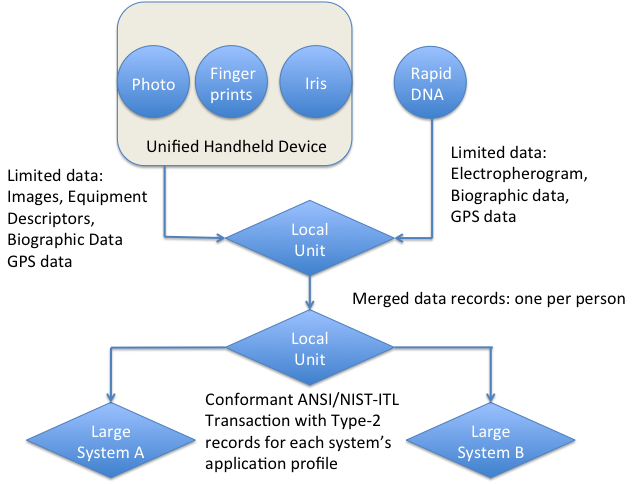 Photo
Finger
prints
Iris
Rapid
DNA
Unified Handheld Device
Limited data:
Images, Equipment
Descriptors,
Biographic Data
GPS data
Limited data:
Electropherogram,
Biographic data,
GPS data
Local
Unit
Merged data records: one per person
Local
Unit
Conformant ANSI/NIST-ITL
Transaction with Type-2
records for each system’s
application profile
Large
System A
Large
System B